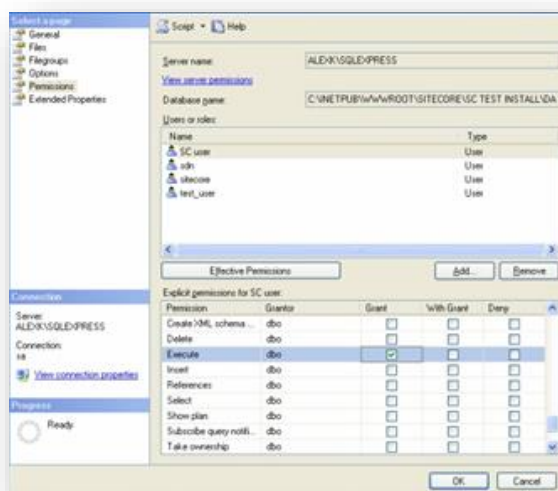 Select a page
General
Files
Filegroups
Options
Permissions
Extended Properties
Script Help
Server name: ALEXK\SQLEXPRESS
View server permissions
Database name: C:\INETPUB\WWWROOT\SITECORE\SC TEST INSTALL\DA
Users or roles:
Name Type
SC user User
sdn User
sitecore User
test_user User
Effective Permissions Add... Remove
Explicit permissions for SC user:
Permission Grantor Grant With Grant Deny
Create XML schema ... dbo
Delete dbo
Execute dbo
Insert dbo
References dbo
Select dbo
Show plan dbo
Subscribe query notifi... dbo
Take ownership dbo
Connection
Server:
ALEXK\SQLEXPRESS
Connection:
sa
View connection properties
Progress
Ready
OK Cancel